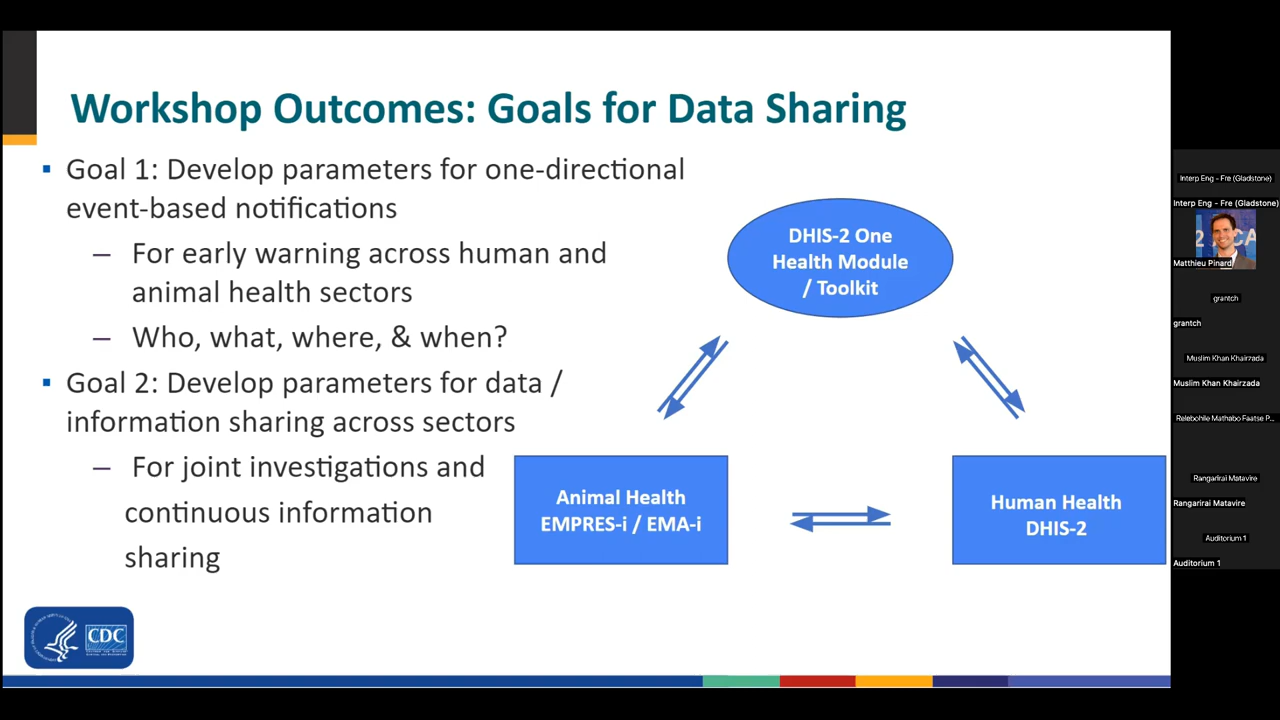 Workshop Outcomes: Goals for Data Sharing
▪ Goal 1: Develop parameters for one-directional
event-based notifications
– For early warning across human and
animal health sectors
– Who, what, where, & when?
▪ Goal 2: Develop parameters for data /
information sharing across sectors
– For joint investigations and
continuous information
sharing
DHIS-2 One
Health Module
/ Toolkit
Animal Health
EMPRES-i / EMA-i
Human Health
DHIS-2
CDC
Interp Eng - Fre (Gladstone)
Interp Eng - Fre (Gladstone)
Matthieu Pinard
grantch
grantch
Muslim Khan Khairzada
Muslim Khan Khairzada
Relebohile Mathabo Faatse P...
Rangarirai Matavire
Rangarirai Matavire
Auditorium 1
Auditorium 1